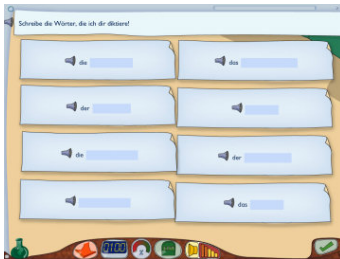 Schreibe die Wörter, die ich dir diktiere!
die
das
der
die
der
das